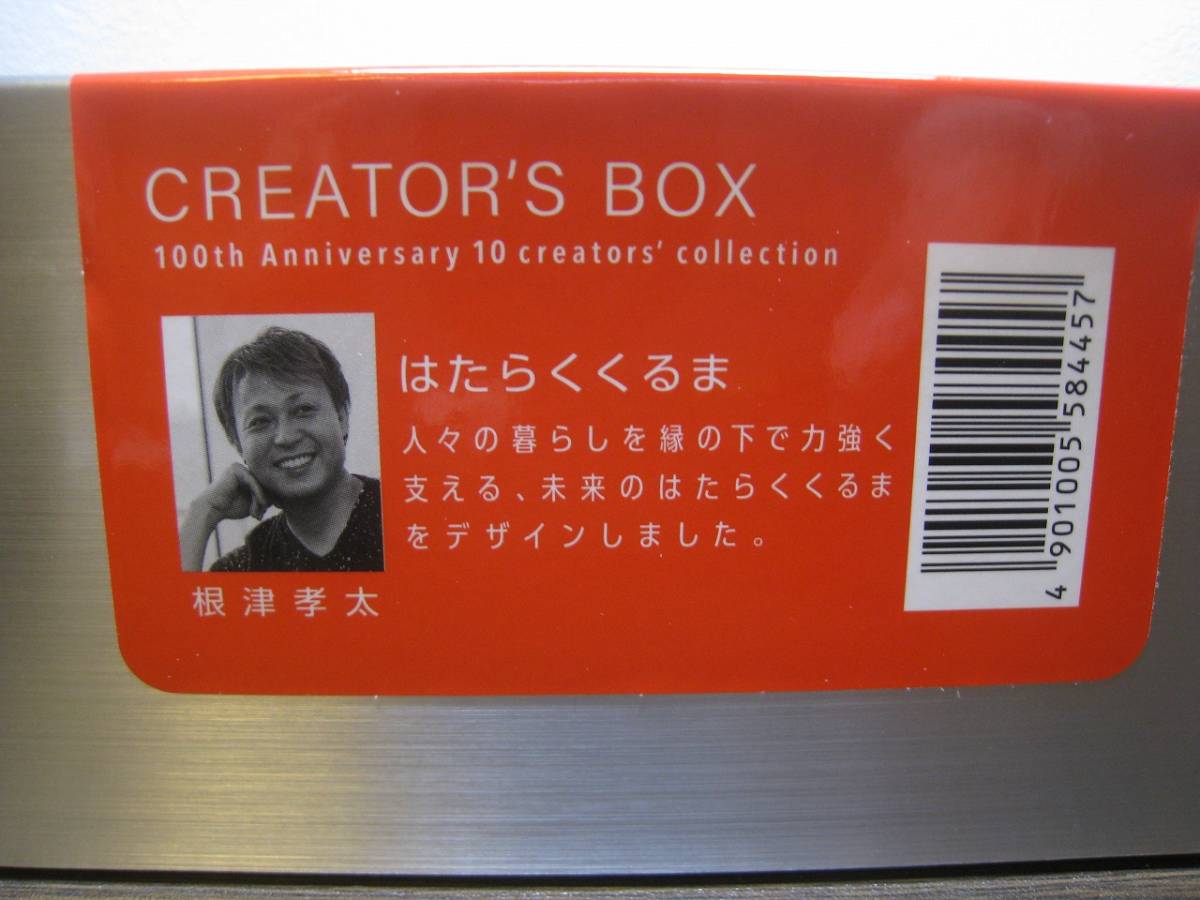 CREATOR'S BOX
100th Anniversary 10 creators' collection
はたらくくるま
人々の暮らしを縁の下で力強く
支える、未来のはたらくくるま
をデザインしました。
根津孝太
4901005584457